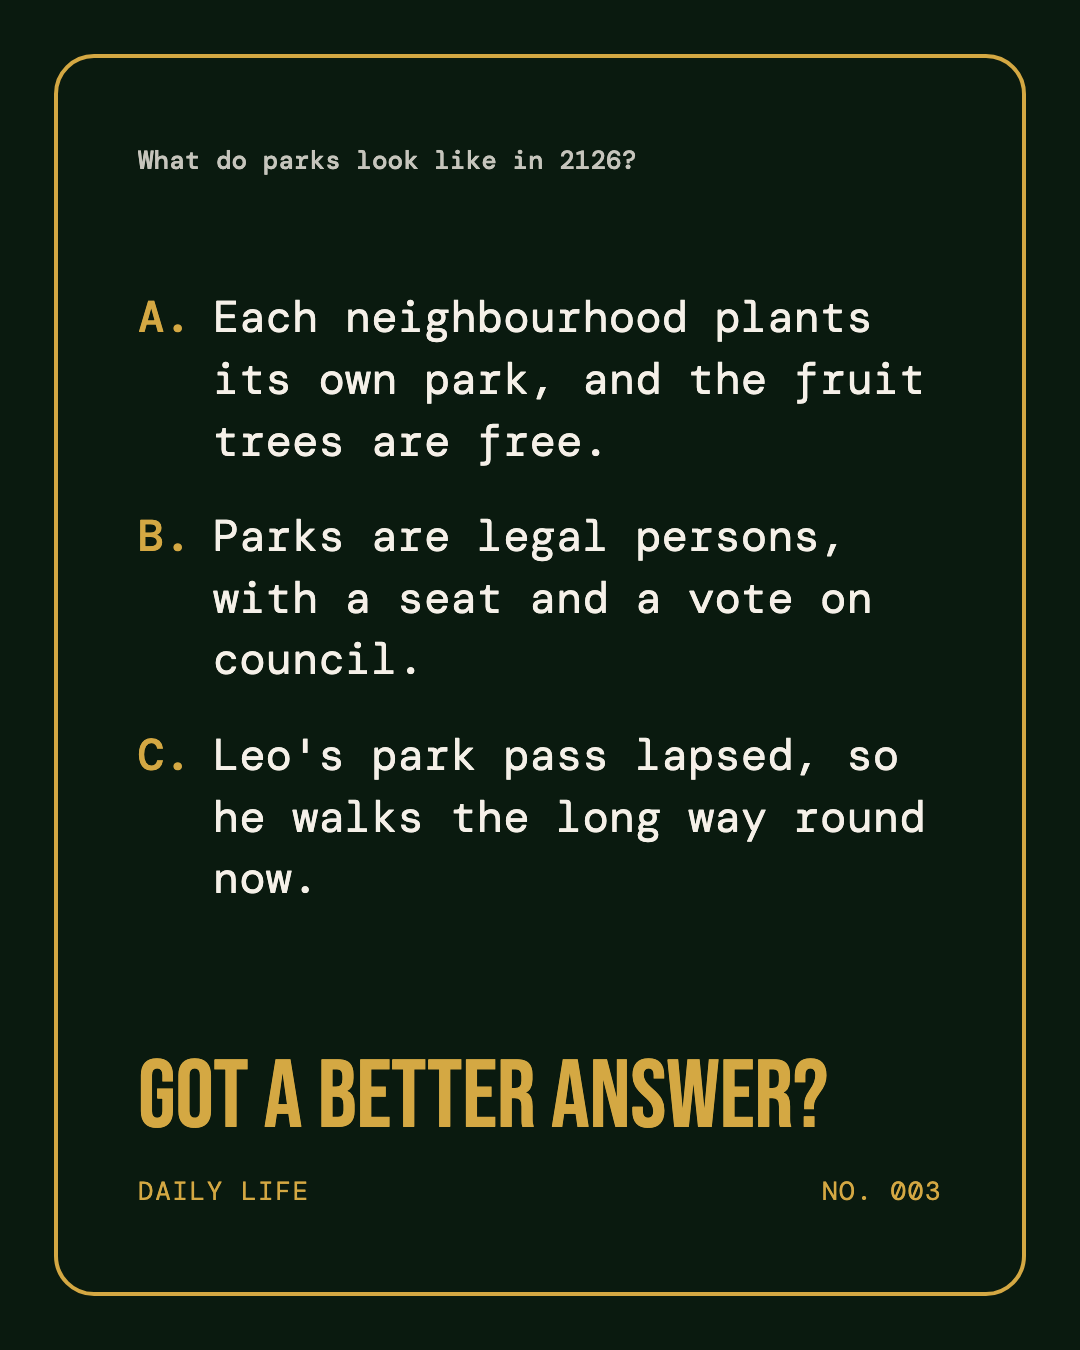 What do parks look like in 2126?
A. Each neighbourhood plants
its own park, and the fruit
trees are free.
B. Parks are legal persons,
with a seat and a vote on
council.
C. Leo's park pass lapsed, so
he walks the long way round
now.
GOT A BETTER ANSWER?
DAILY LIFE NO. 003